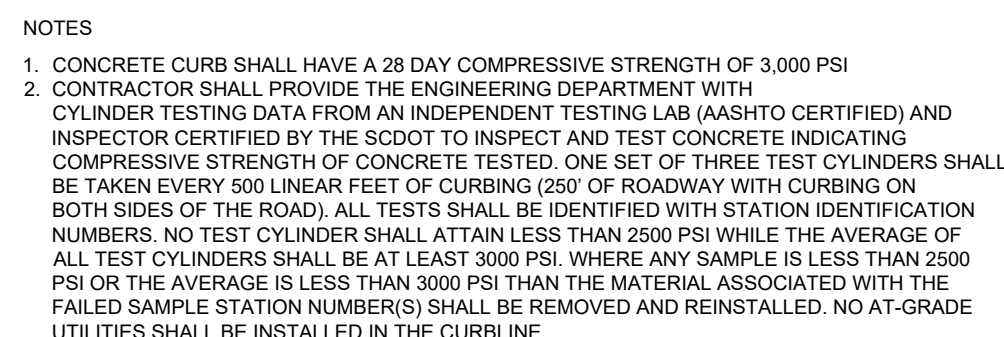 NOTES
1. CONCRETE CURB SHALL HAVE A 28 DAY COMPRESSIVE STRENGTH OF 3,000 PSI
2. CONTRACTOR SHALL PROVIDE THE ENGINEERING DEPARTMENT WITH
CYLINDER TESTING DATA FROM AN INDEPENDENT TESTING LAB (AASHTO CERTIFIED) AND
INSPECTOR CERTIFIED BY THE SCDOT TO INSPECT AND TEST CONCRETE INDICATING
COMPRESSIVE STRENGTH OF CONCRETE TESTED. ONE SET OF THREE TEST CYLINDERS SHALL
BE TAKEN EVERY 500 LINEAR FEET OF CURBING (250' OF ROADWAY WITH CURBING ON
BOTH SIDES OF THE ROAD). ALL TESTS SHALL BE IDENTIFIED WITH STATION IDENTIFICATION
NUMBERS. NO TEST CYLINDER SHALL ATTAIN LESS THAN 2500 PSI WHILE THE AVERAGE OF
ALL TEST CYLINDERS SHALL BE AT LEAST 3000 PSI. WHERE ANY SAMPLE IS LESS THAN 2500
PSI OR THE AVERAGE IS LESS THAN 3000 PSI THAN THE MATERIAL ASSOCIATED WITH THE
FAILED SAMPLE STATION NUMBER(S) SHALL BE REMOVED AND REINSTALLED. NO AT-GRADE
UTILITIES SHALL BE INSTALLED IN THE CURBLINE